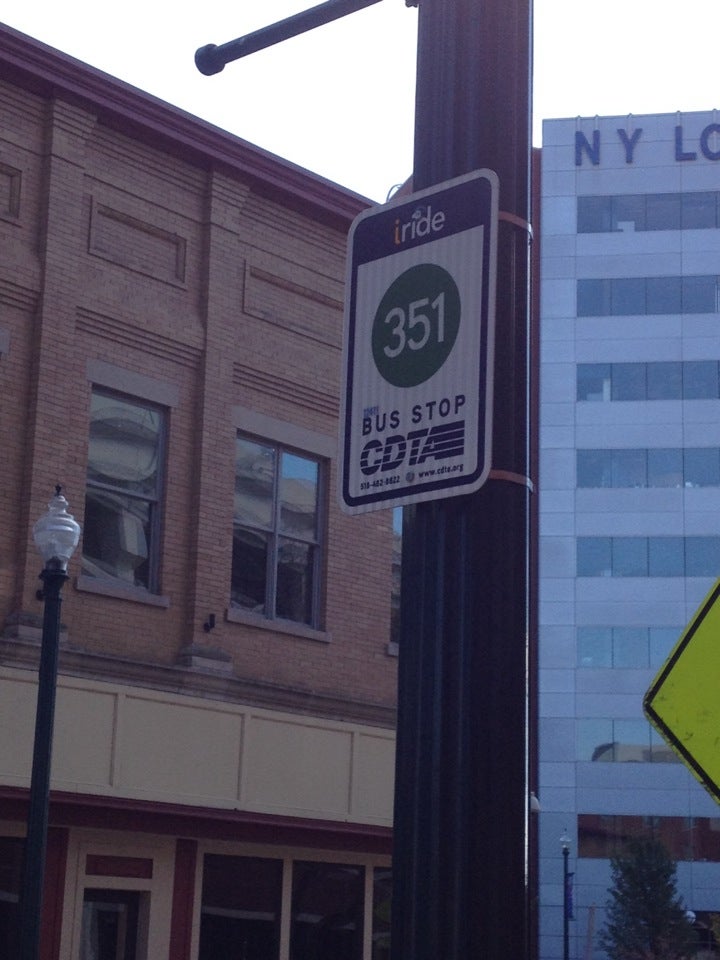 NY LO
iride
351
BUS STOP
CDTA
518-482-8822 www.cdta.org